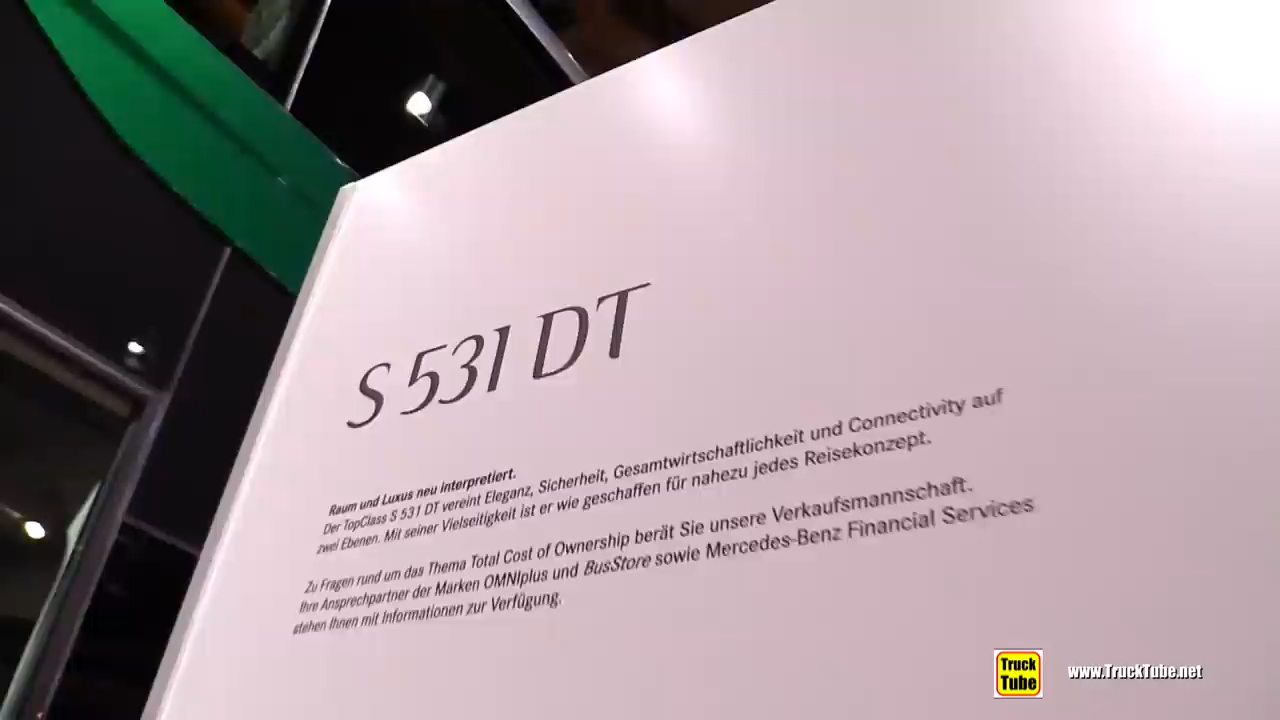 S 531 DT
Raum und Luxus neu interpretiert.
Der TopClass S 531 DT vereint Eleganz, Sicherheit, Gesamtwirtschaftlichkeit und Connectivity auf
zwei Ebenen. Mit seiner Vielseitigkeit ist er wie geschaffen für nahezu jedes Reisekonzept.
Zu Fragen rund um das Thema Total Cost of Ownership berät Sie unsere Verkaufsmannschaft.
Ihre Ansprechpartner der Marken OMNIplus und BusStore sowie Mercedes-Benz Financial Services
stehen Ihnen mit Informationen zur Verfügung.
Truck
Tube
www.TruckTube.net